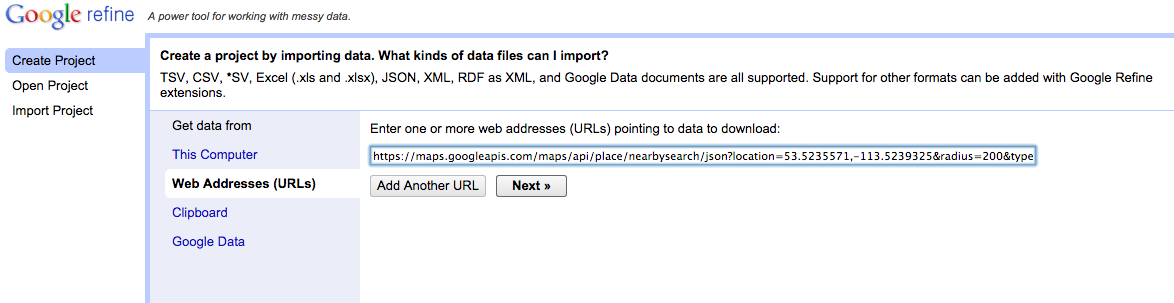 Google refine A power tool for working with messy data.
Create Project
Open Project
Import Project
Create a project by importing data. What kinds of data files can I import?
TSV, CSV, *SV, Excel (.xls and .xlsx), JSON, XML, RDF as XML, and Google Data documents are all supported. Support for other formats can be added with Google Refine
extensions.
Get data from
This Computer
Web Addresses (URLs)
Clipboard
Google Data
Enter one or more web addresses (URLs) pointing to data to download:
https://maps.googleapis.com/maps/api/place/nearbysearch/json?location=53.5235571,-113.5239325&radius=200&type
Add Another URL Next »